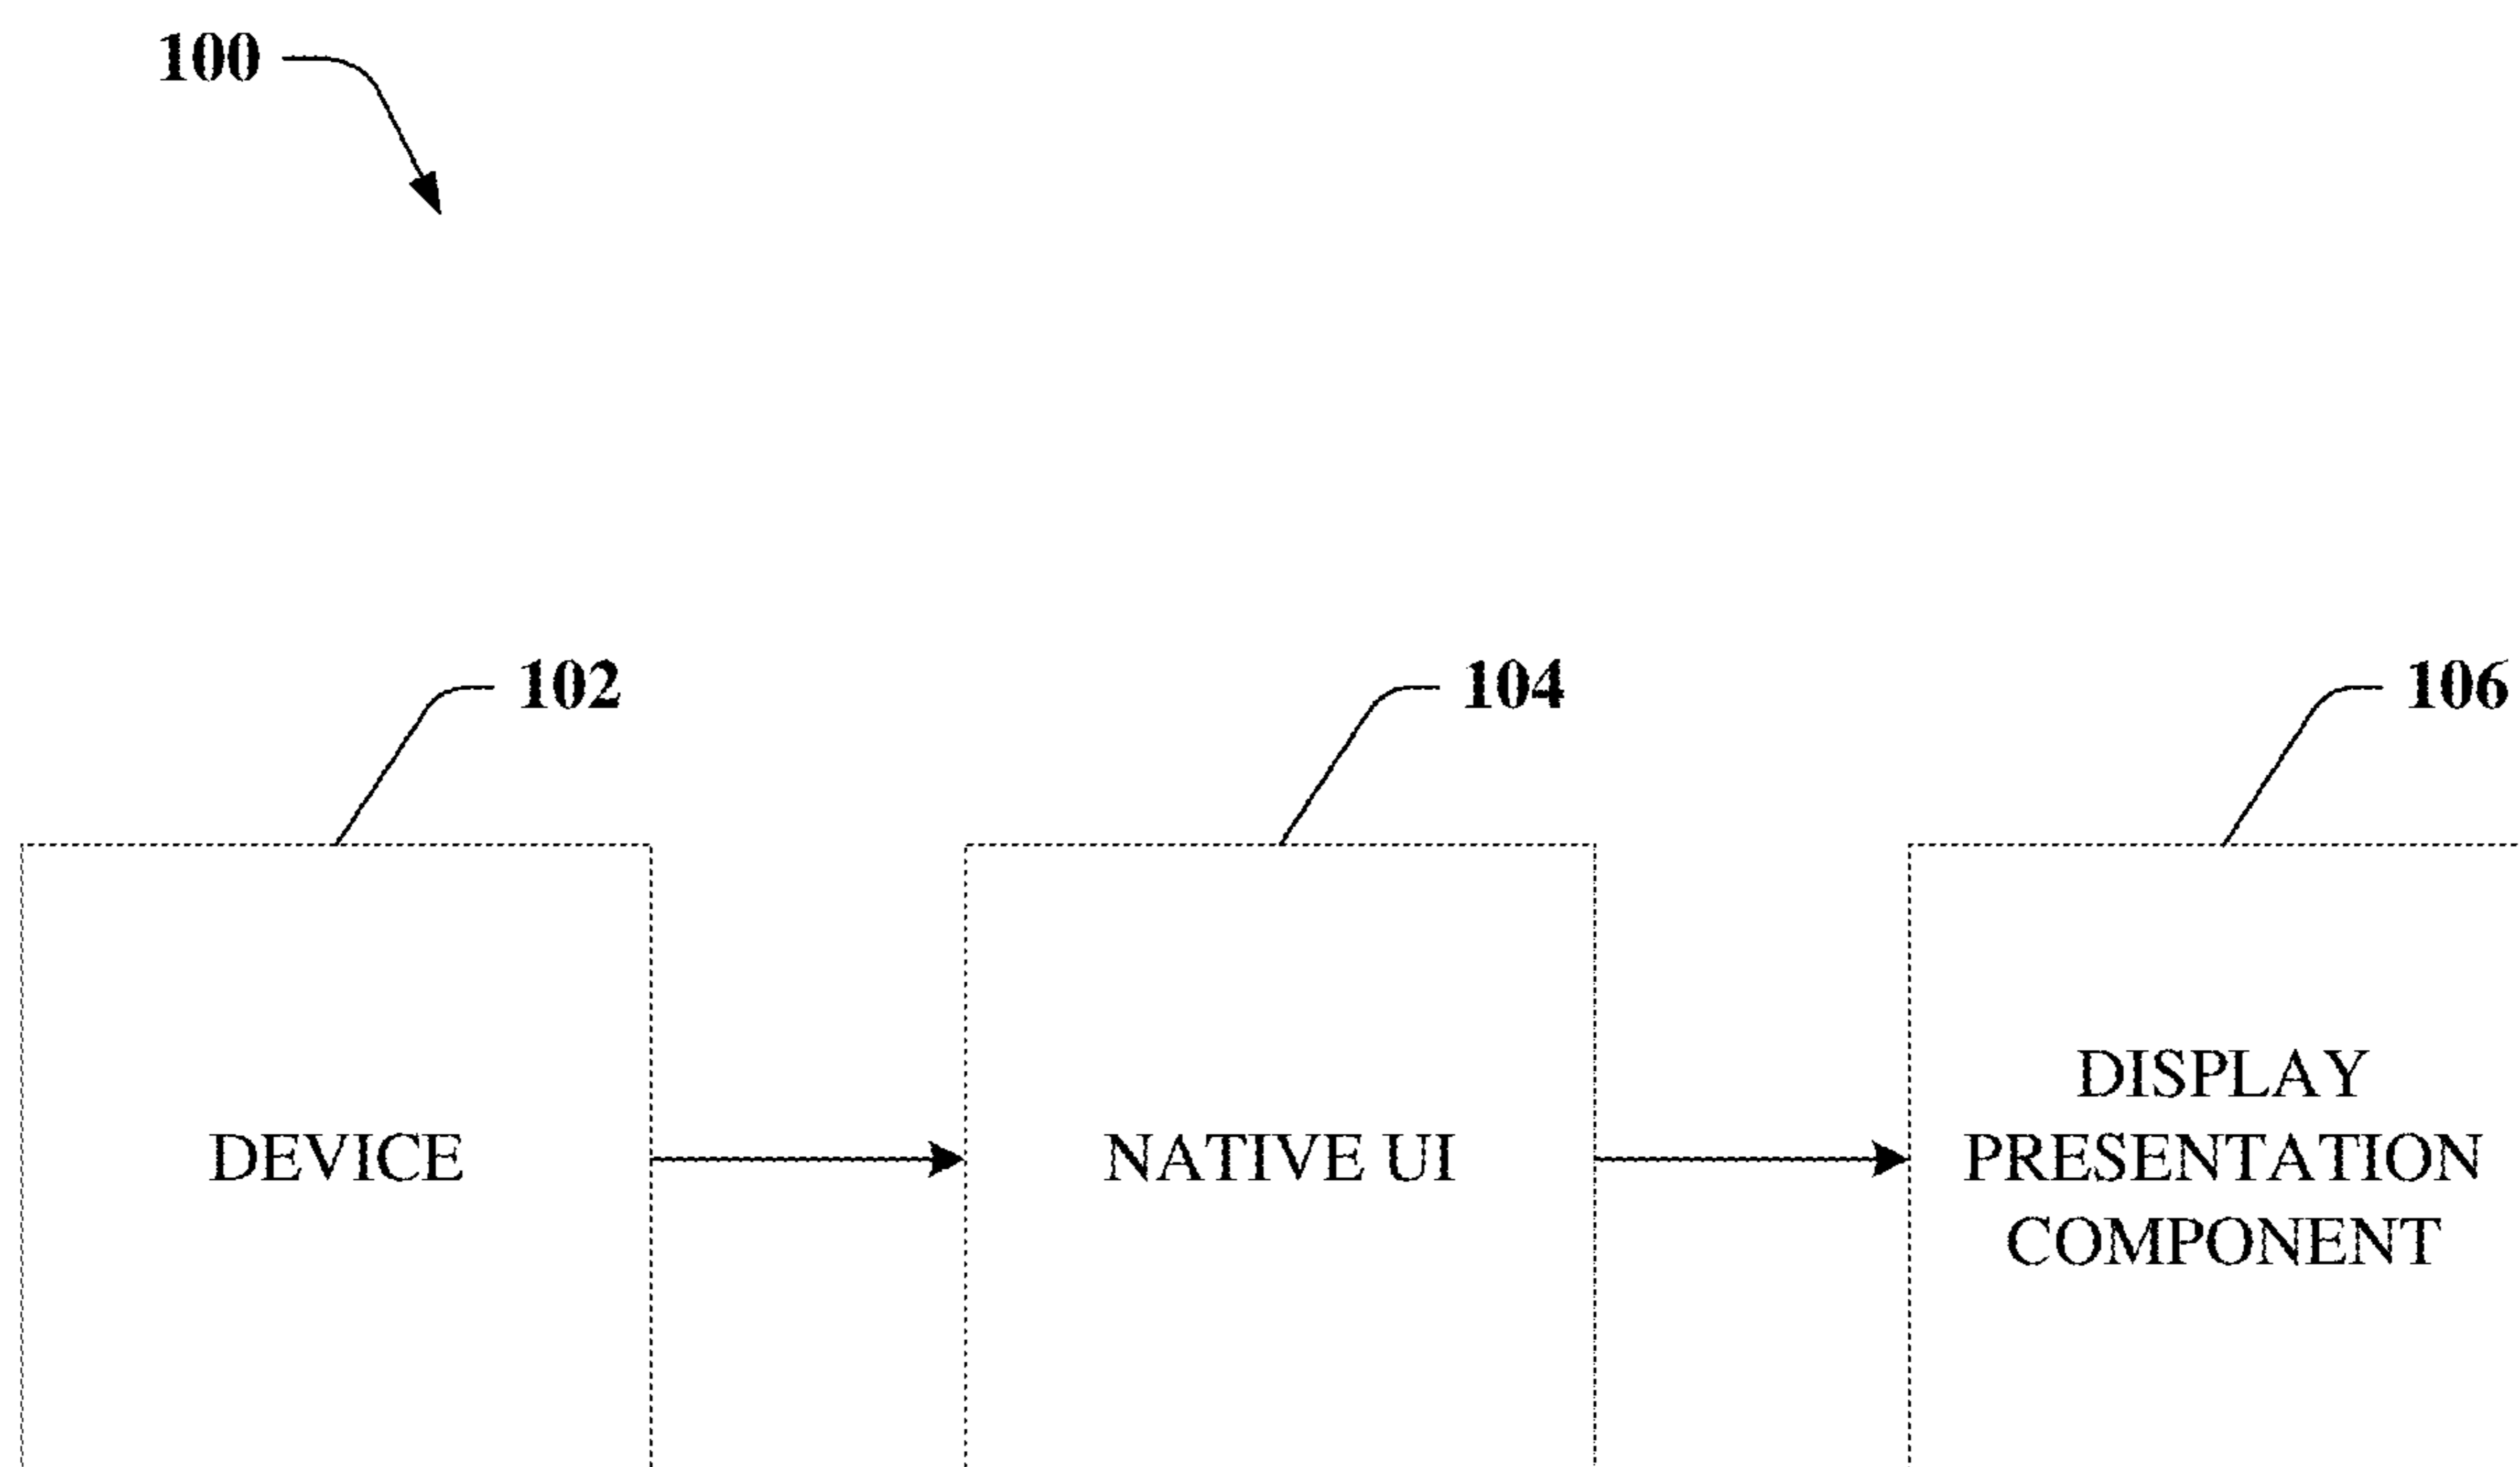 100
102
104
106
DEVICE
NATIVE UI
DISPLAY
PRESENTATION
COMPONENT